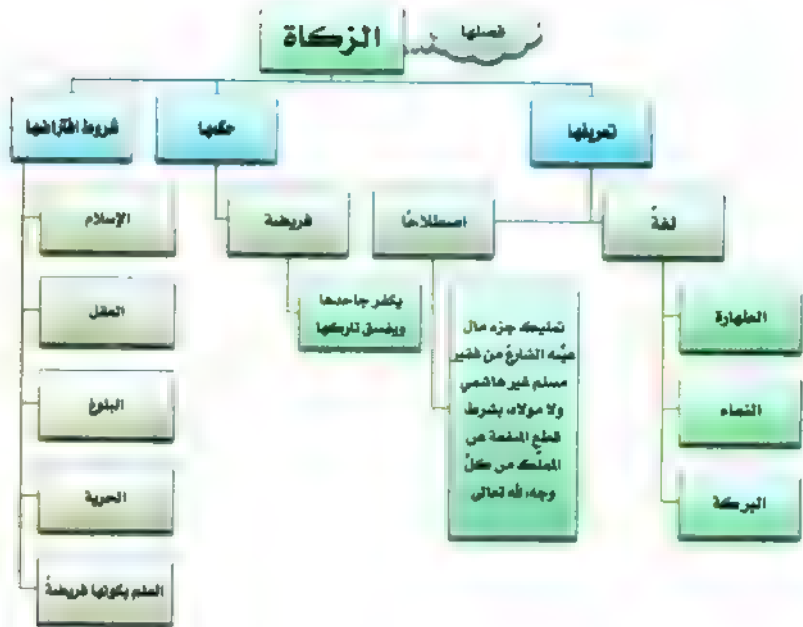 الزكاة
فضلها
تعريفها
حكمها
شروط افتراضها
لغةً
اصطلاحًا
فريضة
الإسلام
الطهارة
النماء
البركة
تمليك جزء مال
عيّنه الشارعُ من فقير
مسلم غير هاشمي
ولا مولاه، بشرط
قطع المنفعة عن
المملِّك من كلِّ
وجه، لله تعالى
يكفر جاحدها
ويفسق تاركها
العقل
البلوغ
الحرية
العلم بكونها فريضةً